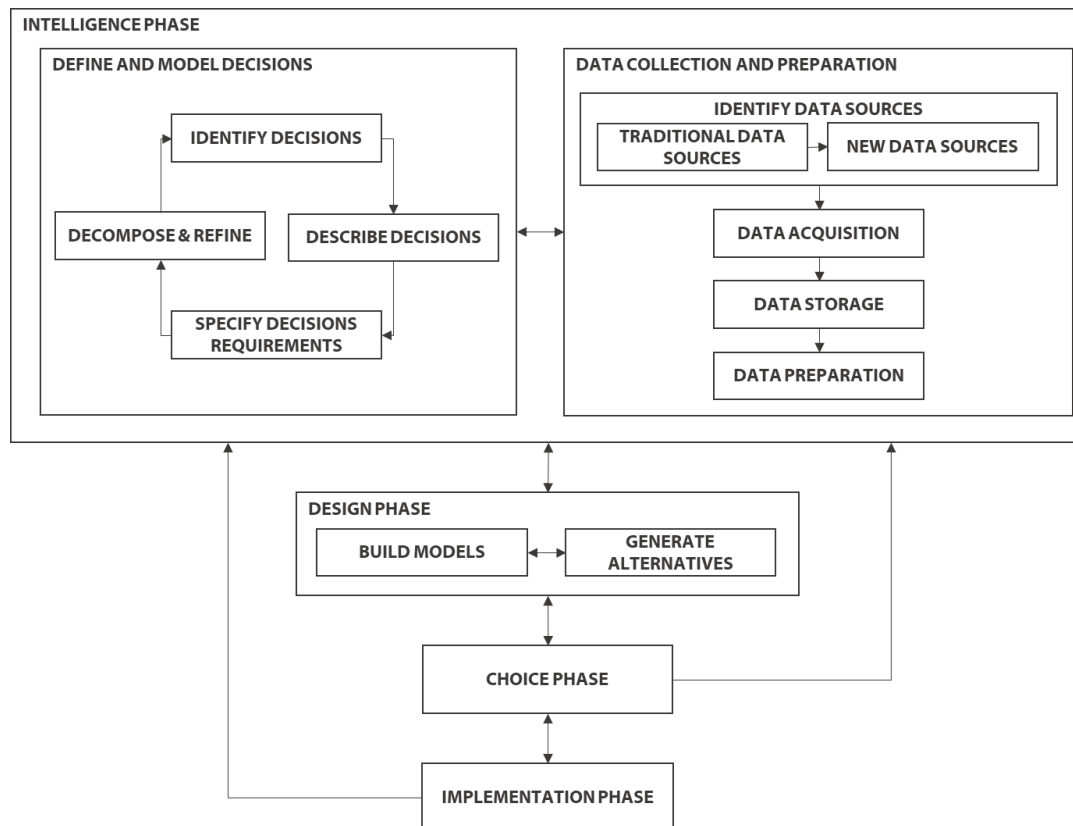 INTELLIGENCE PHASE
DEFINE AND MODEL DECISIONS
IDENTIFY DECISIONS
DECOMPOSE & REFINE
DESCRIBE DECISIONS
SPECIFY DECISIONS
REQUIREMENTS
DATA COLLECTION AND PREPARATION
IDENTIFY DATA SOURCES
TRADITIONAL DATA
SOURCES
NEW DATA SOURCES
DATA ACQUISITION
DATA STORAGE
DATA PREPARATION
DESIGN PHASE
BUILD MODELS
GENERATE
ALTERNATIVES
CHOICE PHASE
IMPLEMENTATION PHASE